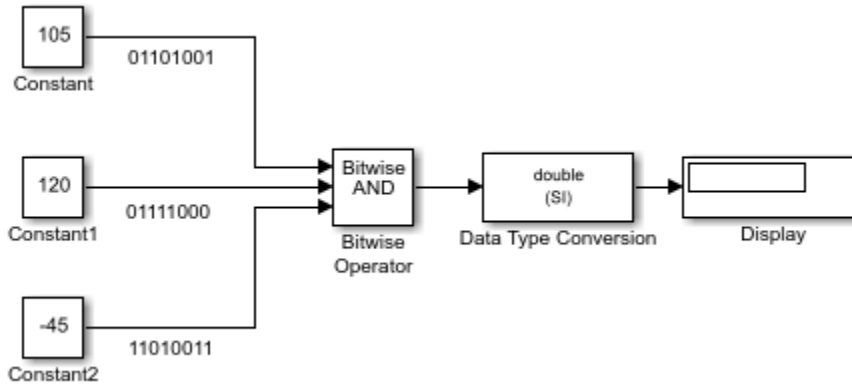 105
01101001
Constant
120
01111000
Constant1
-45
11010011
Constant2
Bitwise
AND
Bitwise
Operator
double
(SI)
Data Type Conversion
Display